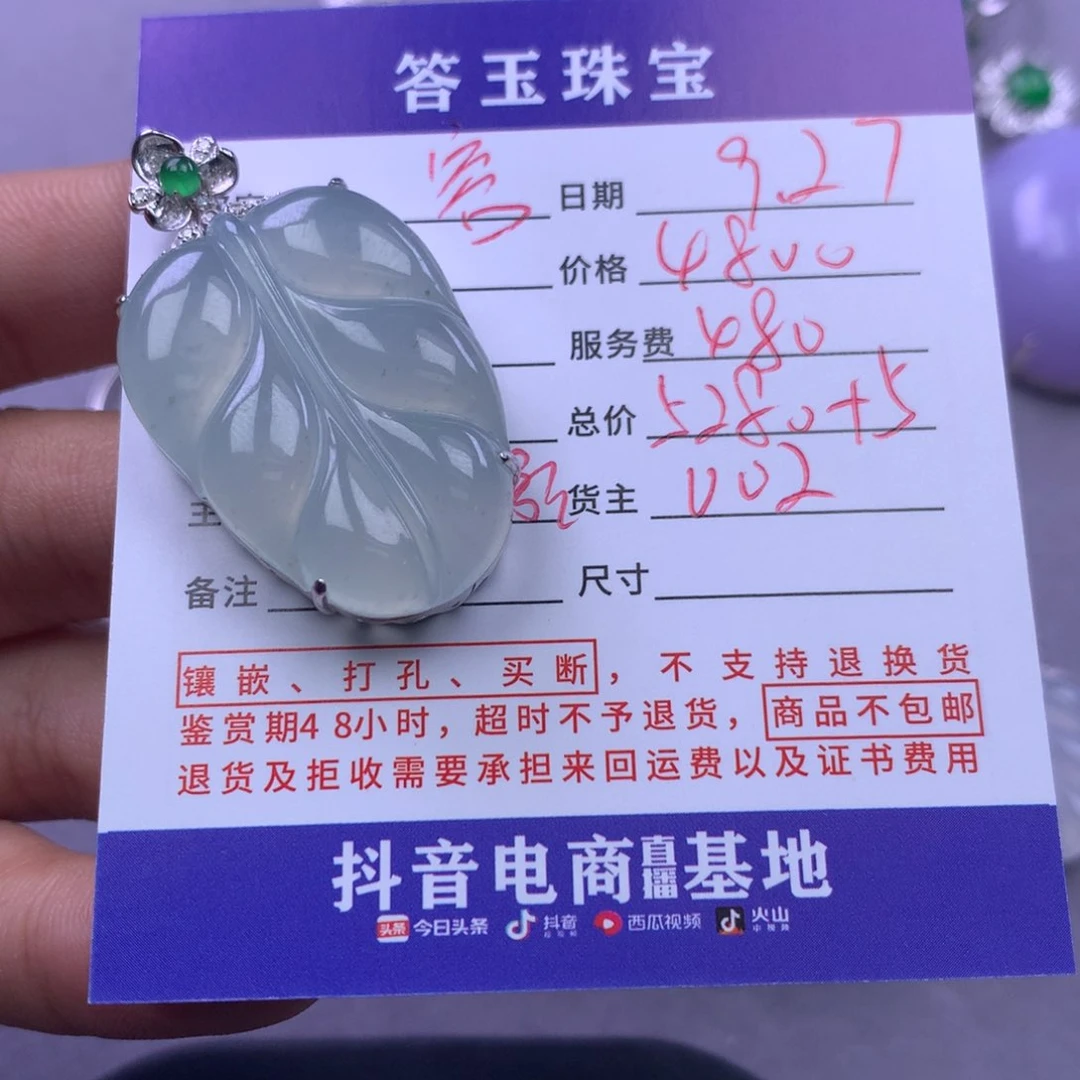 答玉珠宝
日期 9.27
价格 4800
服务费 480
总价 5280+5
主 货主 V02
备注 尺寸
镶嵌、打孔、买断，不支持退换货
鉴赏期48小时，超时不予退货，商品不包邮
退货及拒收需要承担来回运费以及证书费用
抖音电商直播基地
头条 今日头条 抖音 西瓜视频 火山